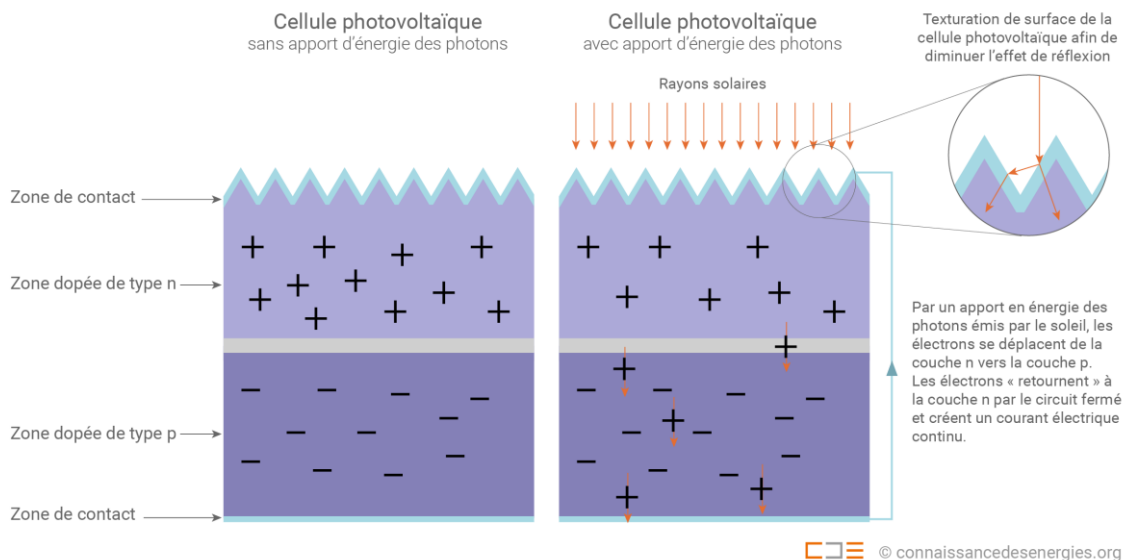 Cellule photovoltaïque
sans apport d'énergie des photons
Cellule photovoltaïque
avec apport d'énergie des photons
Texturation de surface de la
cellule photovoltaïque afin de
diminuer l'effet de réflexion
Rayons solaires
Zone de contact
Zone dopée de type n
Zone dopée de type p
Zone de contact
Par un apport en énergie des
photons émis par le soleil, les
électrons se déplacent de la
couche n vers la couche p.
Les électrons « retournent » à
la couche n par le circuit fermé
et créent un courant électrique
continu.
© connaissancedesenergies.org